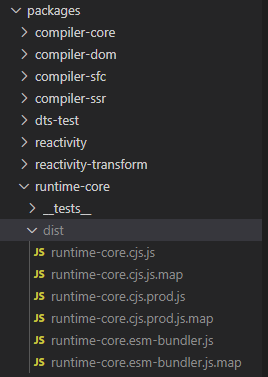 packages
compiler-core
compiler-dom
compiler-sfc
compiler-ssr
dts-test
reactivity
reactivity-transform
runtime-core
__tests__
dist
JS runtime-core.cjs.js
JS runtime-core.cjs.js.map
JS runtime-core.cjs.prod.js
JS runtime-core.cjs.prod.js.map
JS runtime-core.esm-bundler.js
JS runtime-core.esm-bundler.js.map